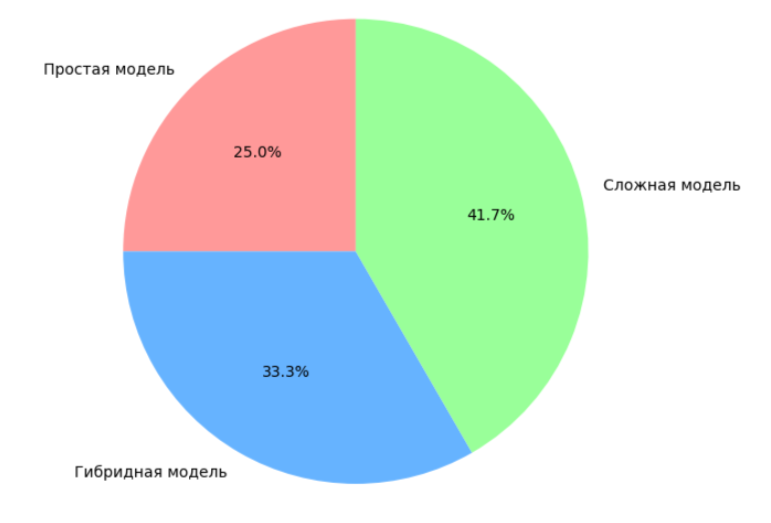 Простая модель
25.0%
Сложная модель
41.7%
33.3%
Гибридная модель